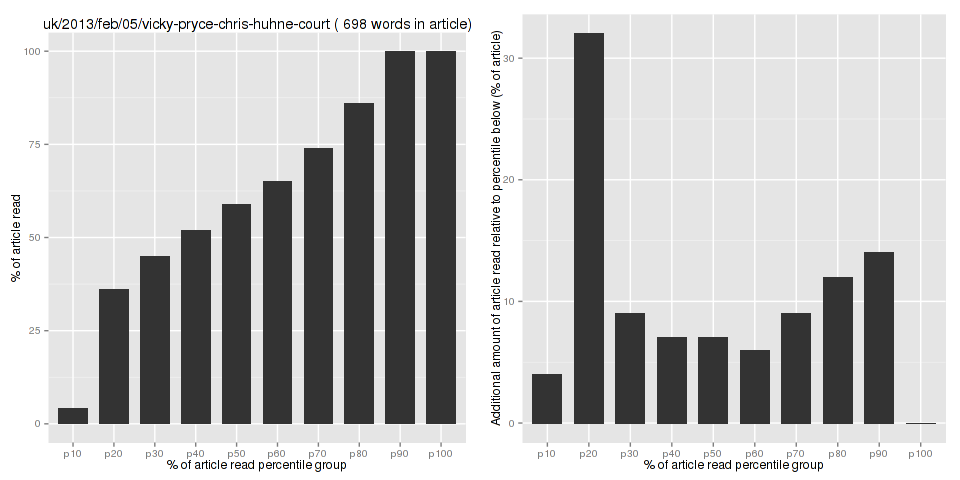 uk/2013/feb/05/vicky-pryce-chris-huhne-court ( 698 words in article)
% of article read
100
75
50
25
0
p10 p20 p30 p40 p50 p60 p70 p80 p90 p100
% of article read percentile group
Additional amount of article read relative to percentile below (% of article)
30
20
10
0
p10 p20 p30 p40 p50 p60 p70 p80 p90 p100
% of article read percentile group